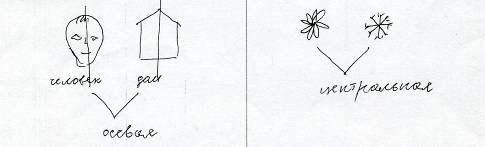 человек дом
осевая
центральная